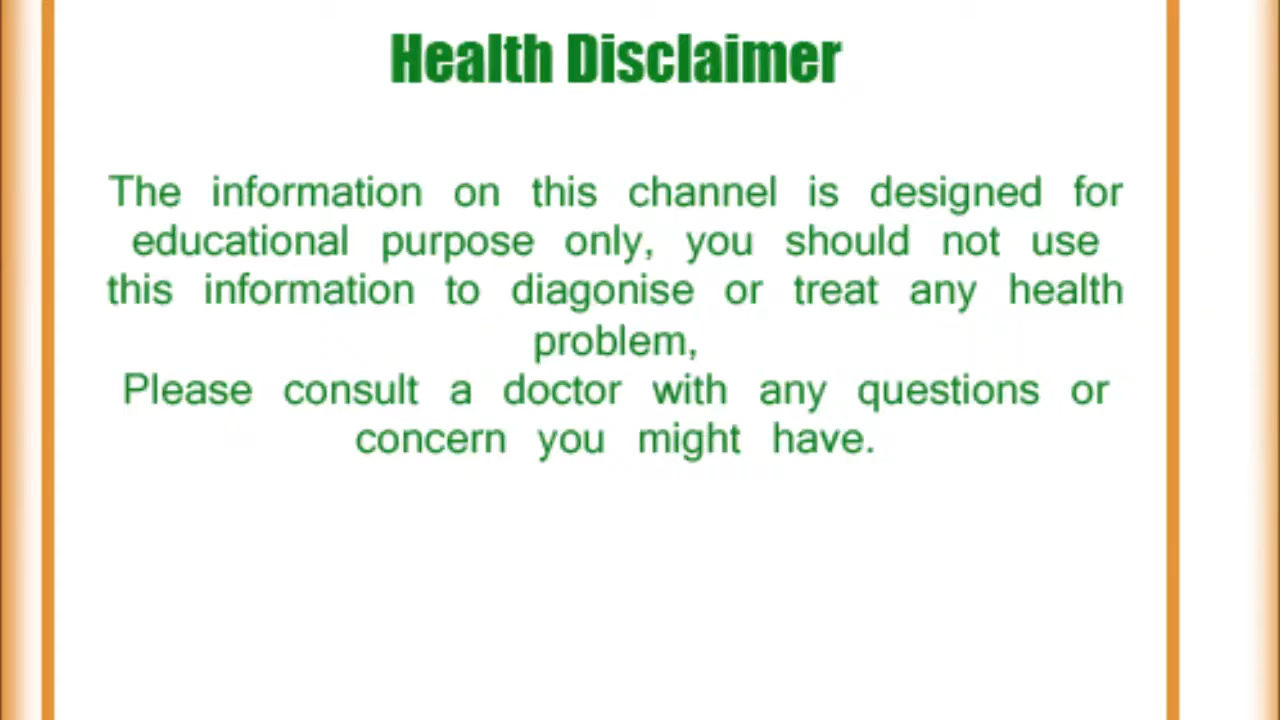 Health Disclaimer
The information on this channel is designed for
educational purpose only, you should not use
this information to diagonise or treat any health
problem,
Please consult a doctor with any questions or
concern you might have.